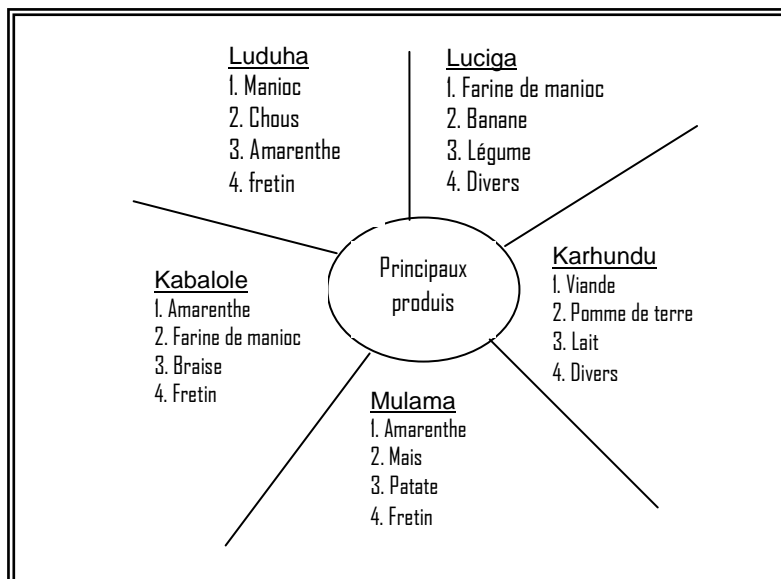 Luduha
1. Manioc
2. Chous
3. Amarenthe
4. fretin
Luciga
1. Farine de manioc
2. Banane
3. Légume
4. Divers
Principaux
produis
Karhundu
1. Viande
2. Pomme de terre
3. Lait
4. Divers
Kabalole
1. Amarenthe
2. Farine de manioc
3. Braise
4. Fretin
Mulama
1. Amarenthe
2. Mais
3. Patate
4. Fretin